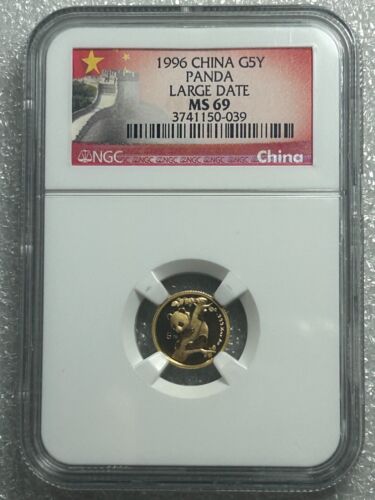 1996 CHINA G5Y
PANDA
LARGE DATE
MS 69
3741150-039
NGC
China